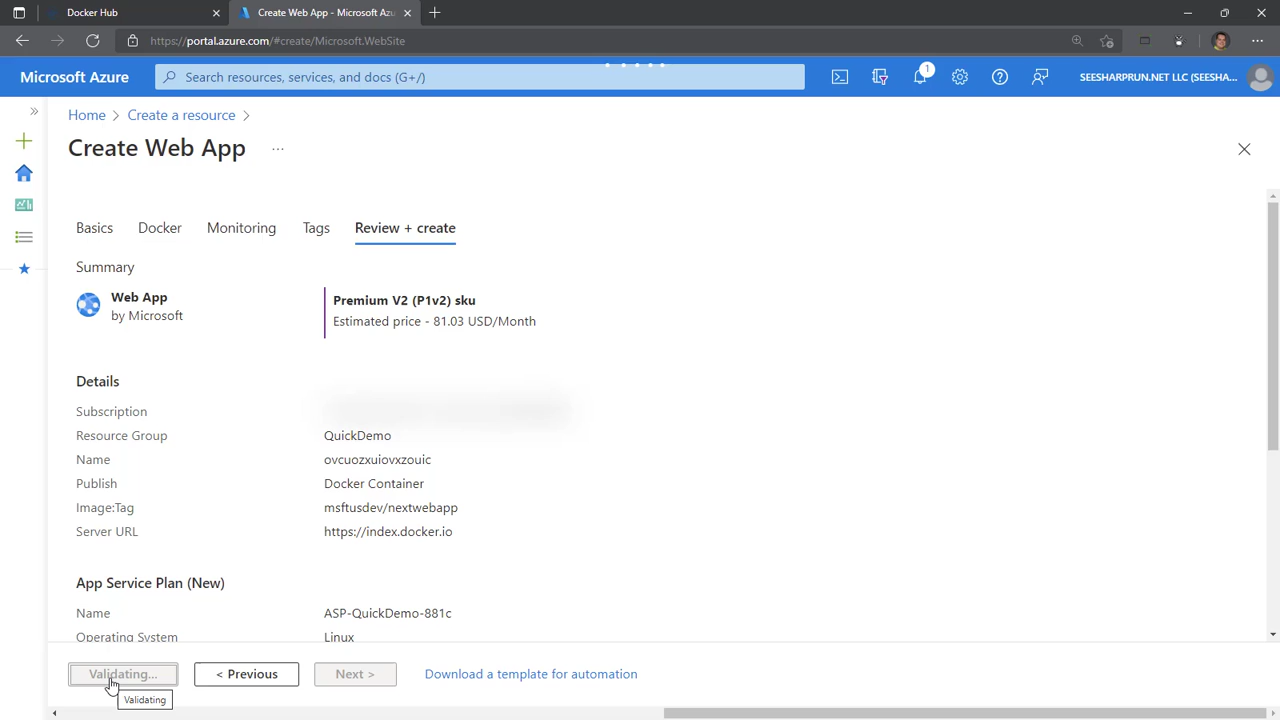 Docker Hub
Create Web App - Microsoft Azu
https://portal.azure.com/#create/Microsoft.WebSite
Microsoft Azure
Search resources, services, and docs (G+/)
1
SEESHARPRUN.NET LLC (SEESHA...
Home > Create a resource >
Create Web App ...
Basics Docker Monitoring Tags Review + create
Summary
Web App
by Microsoft
Premium V2 (P1v2) sku
Estimated price - 81.03 USD/Month
Details
Subscription
Resource Group QuickDemo
Name ovcuozxuiovxzouic
Publish Docker Container
Image:Tag msftusdev/nextwebapp
Server URL https://index.docker.io
App Service Plan (New)
Name ASP-QuickDemo-881c
Operating System Linux
Validating... < Previous Next > Download a template for automation
Validating